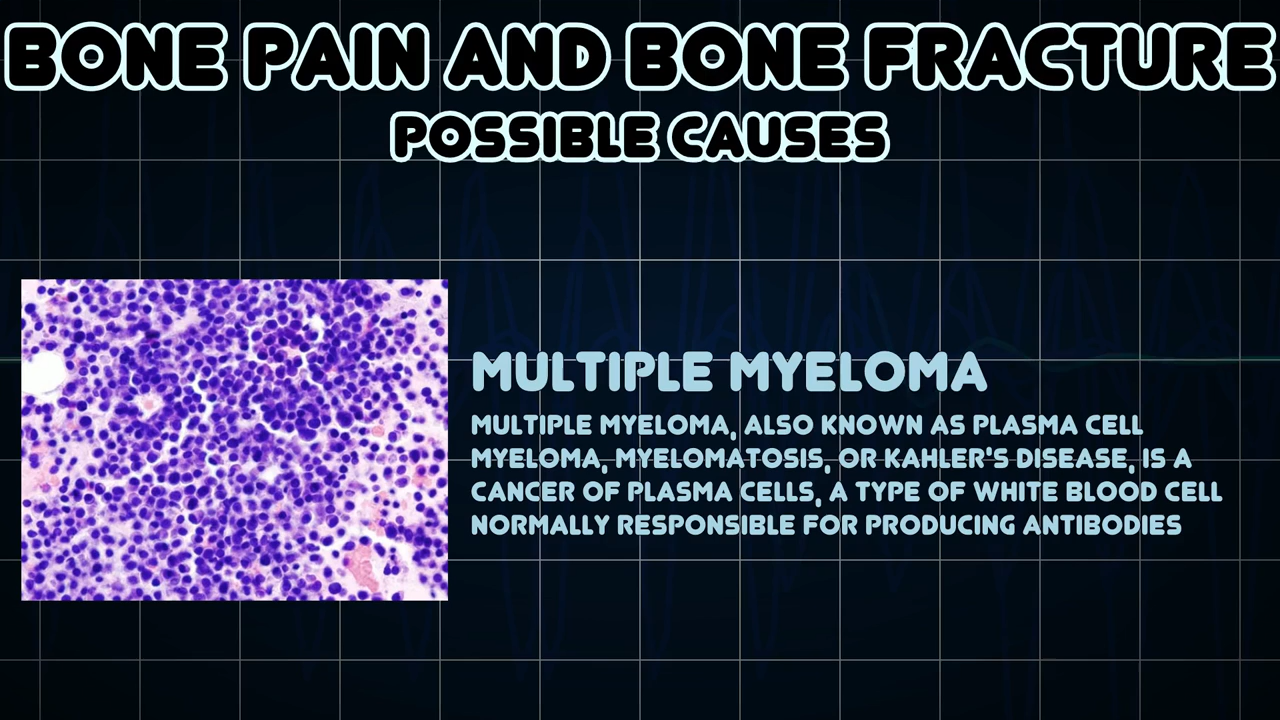 BONE PAIN AND BONE FRACTURE
POSSIBLE CAUSES
MULTIPLE MYELOMA
MULTIPLE MYELOMA, ALSO KNOWN AS PLASMA CELL
MYELOMA, MYELOMATOSIS, OR KAHLER'S DISEASE, IS A
CANCER OF PLASMA CELLS, A TYPE OF WHITE BLOOD CELL
NORMALLY RESPONSIBLE FOR PRODUCING ANTIBODIES